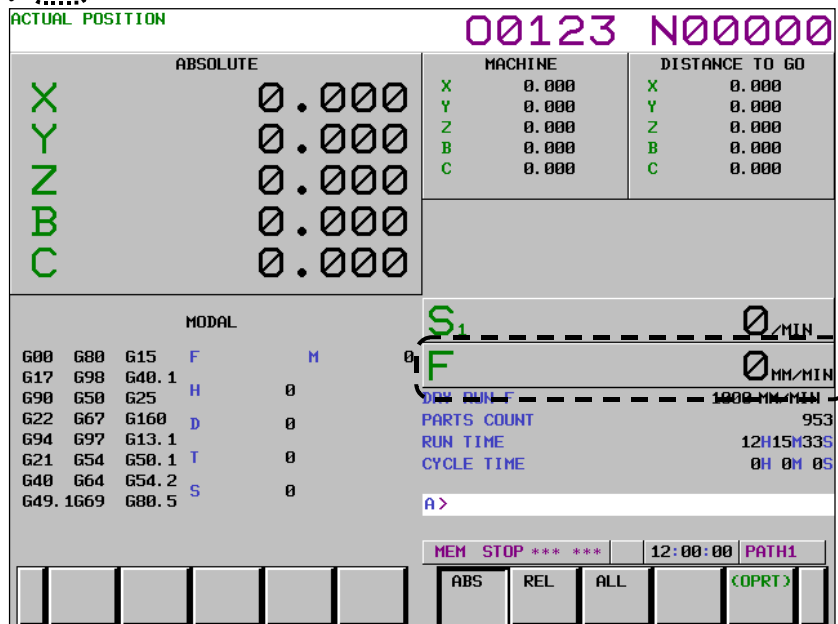 ACTUAL POSITION O0123 N00000
ABSOLUTE
X 0.000
Y 0.000
Z 0.000
B 0.000
C 0.000
MACHINE
X 0.000
Y 0.000
Z 0.000
B 0.000
C 0.000
DISTANCE TO GO
X 0.000
Y 0.000
Z 0.000
B 0.000
C 0.000
MODAL
G00 G80 G15 F M 0
G17 G98 G40.1
G90 G50 G25 H 0
G22 G67 G160 D 0
G94 G97 G13.1
G21 G54 G50.1 T 0
G40 G64 G54.2
G49.1G69 G80.5 S 0
S1 0/MIN
F 0MM/MIN
DRY RUN F 1000 MM/MIN
PARTS COUNT 953
RUN TIME 12H15M33S
CYCLE TIME 0H 0M 0S
A>
MEM STOP *** *** 12:00:00 PATH1
ABS REL ALL (OPRT)